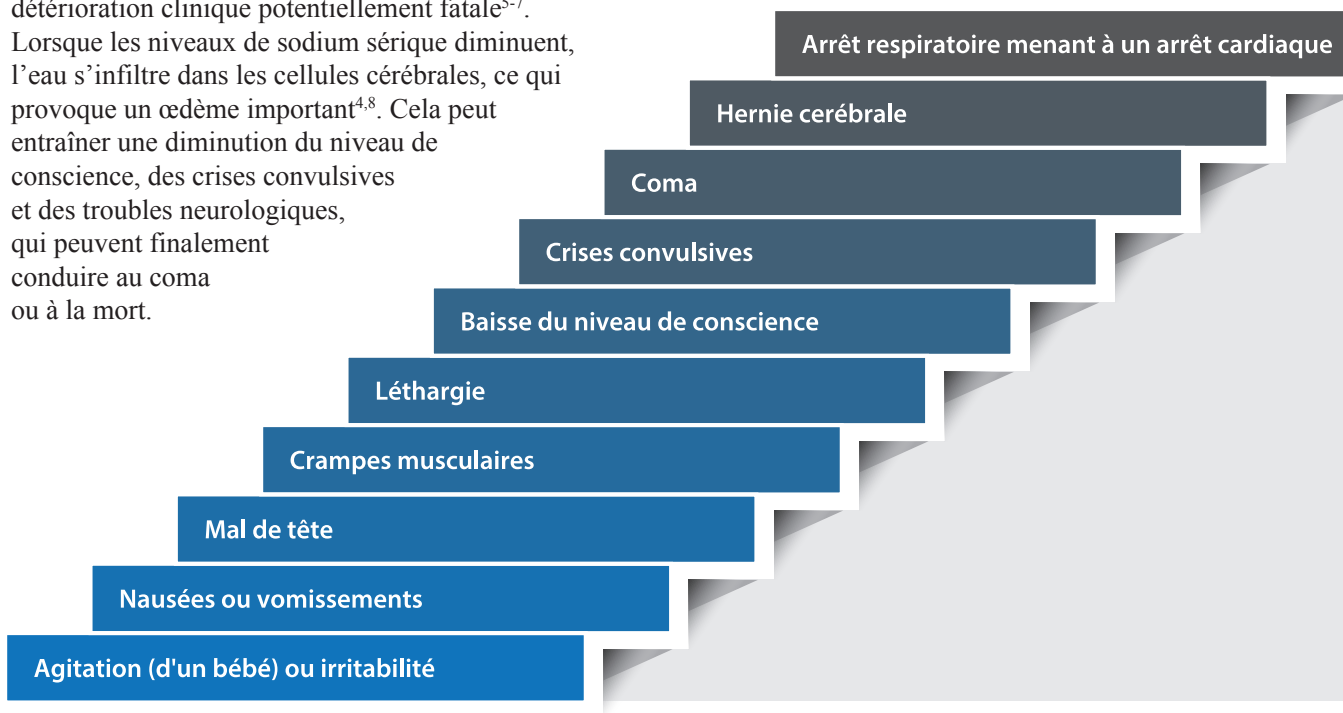 détérioration clinique potentiellement fatale⁵⁻⁷.
Lorsque les niveaux de sodium sérique diminuent,
l’eau s’infiltre dans les cellules cérébrales, ce qui
provoque un œdème important⁴,⁸. Cela peut
entraîner une diminution du niveau de
conscience, des crises convulsives
et des troubles neurologiques,
qui peuvent finalement
conduire au coma
ou à la mort.
Arrêt respiratoire menant à un arrêt cardiaque
Hernie cerébrale
Coma
Crises convulsives
Baisse du niveau de conscience
Léthargie
Crampes musculaires
Mal de tête
Nausées ou vomissements
Agitation (d'un bébé) ou irritabilité